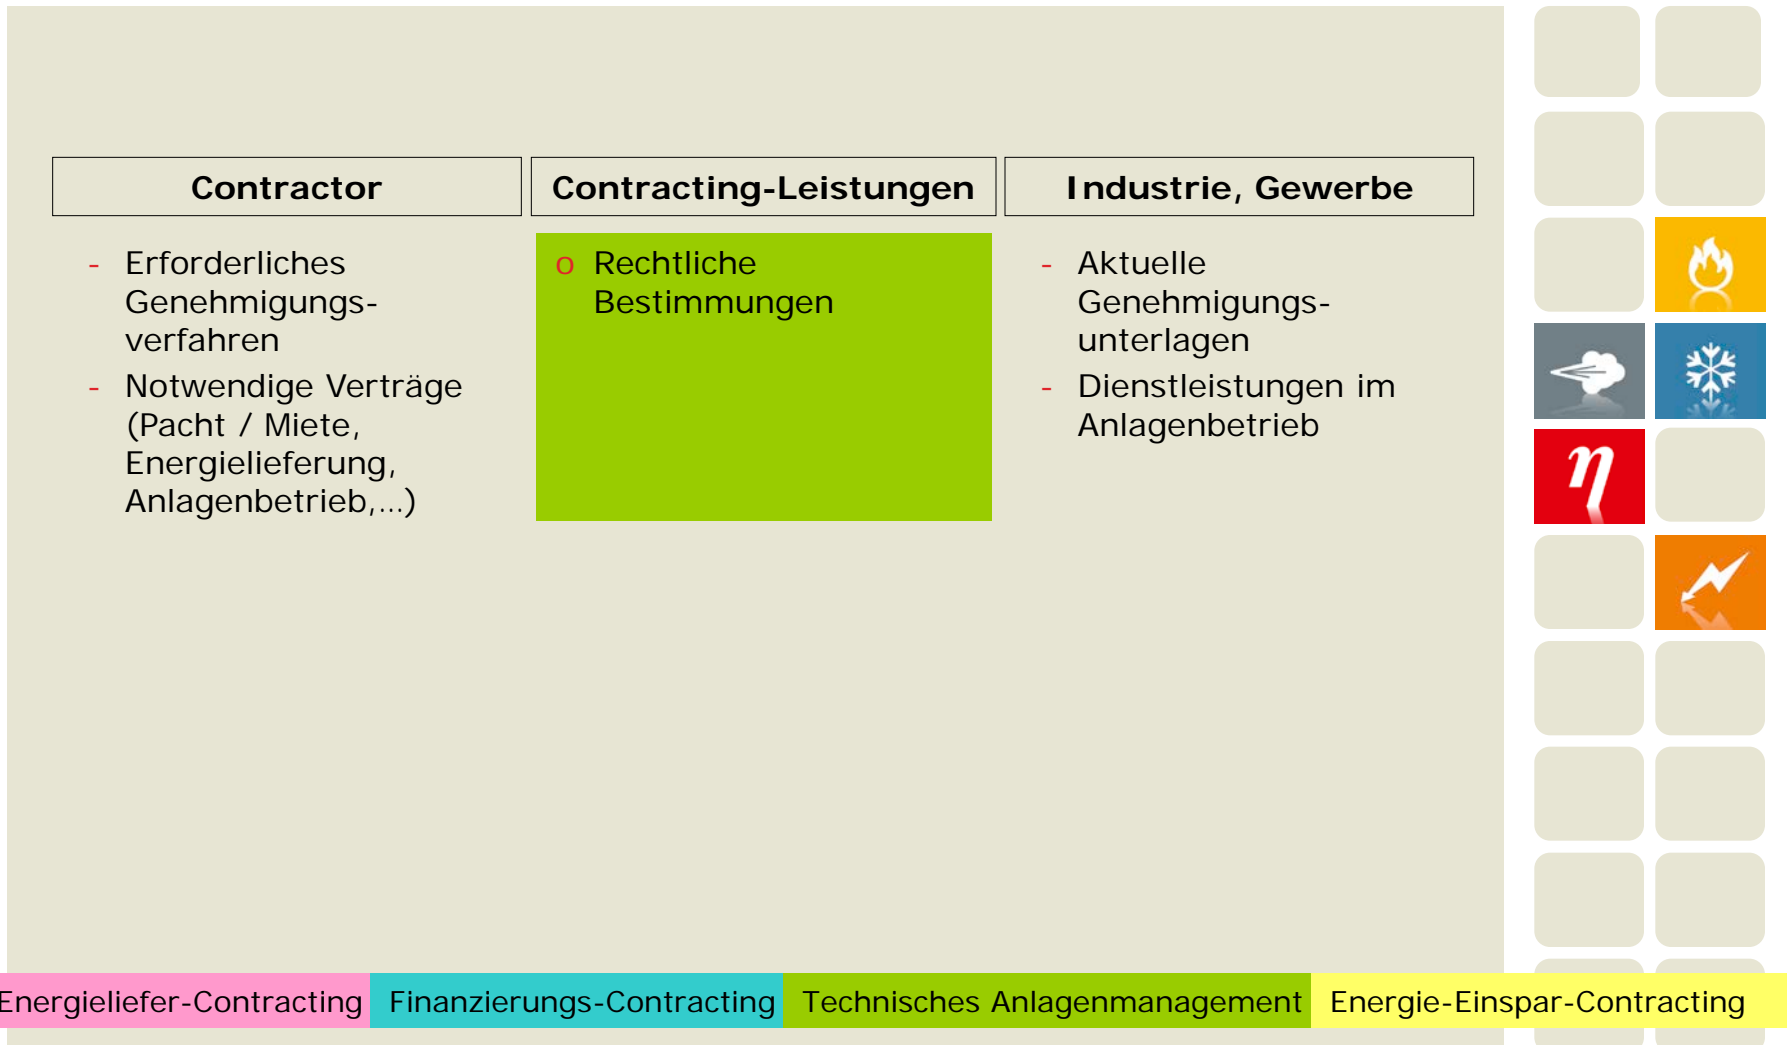 Contractor
Contracting-Leistungen
Industrie, Gewerbe
- Erforderliches
Genehmigungs-
verfahren
- Notwendige Verträge
(Pacht / Miete,
Energielieferung,
Anlagenbetrieb,...)
o Rechtliche
Bestimmungen
- Aktuelle
Genehmigungs-
unterlagen
- Dienstleistungen im
Anlagenbetrieb
η
Energieliefer-Contracting
Finanzierungs-Contracting
Technisches Anlagenmanagement
Energie-Einspar-Contracting